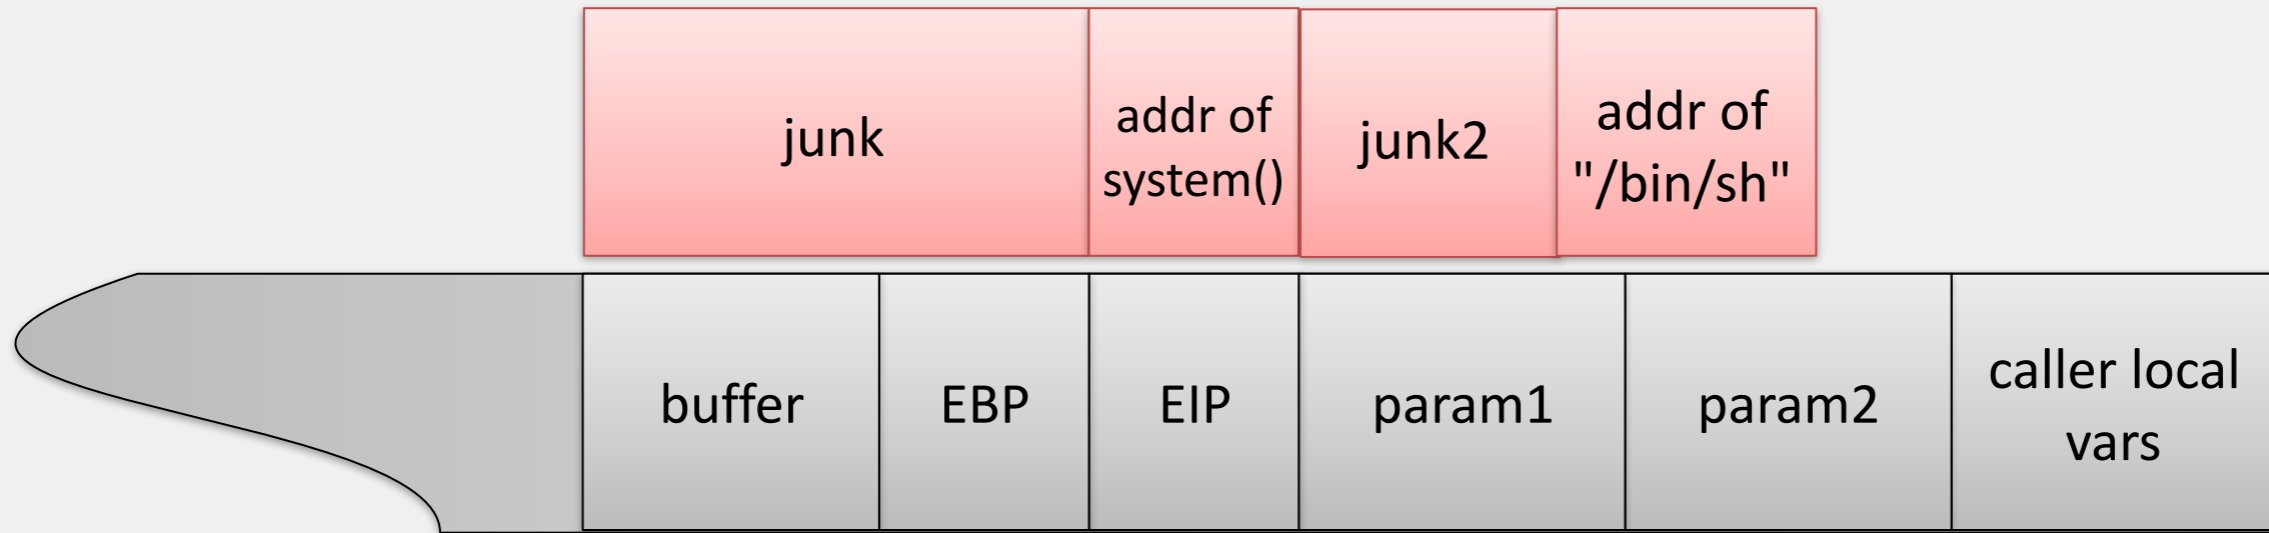 junk
addr of
system()
junk2
addr of
"/bin/sh"
buffer
EBP
EIP
param1
param2
caller local
vars